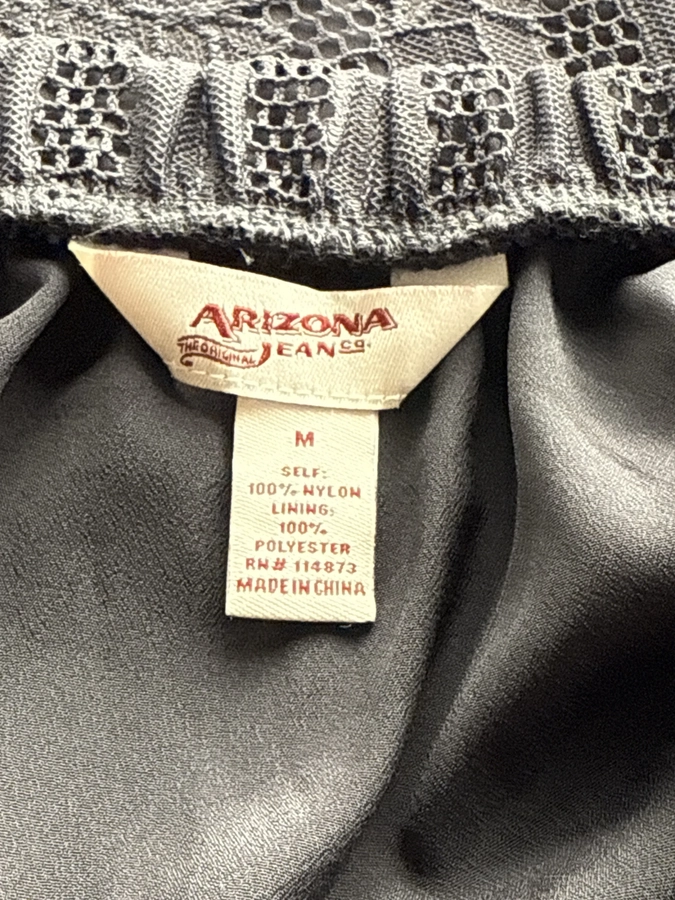 ARIZONA
THE ORIGINAL JEAN CO.
M
SELF:
100% NYLON
LINING:
100%
POLYESTER
RN# 114873
MADE IN CHINA